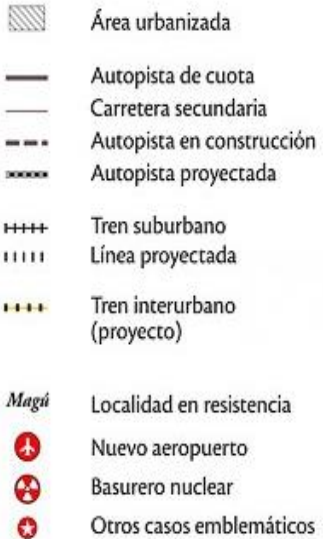 Área urbanizada
Autopista de cuota
Carretera secundaria
Autopista en construcción
Autopista proyectada
Tren suburbano
Línea proyectada
Tren interurbano
(proyecto)
Magú Localidad en resistencia
Nuevo aeropuerto
Basurero nuclear
Otros casos emblemáticos